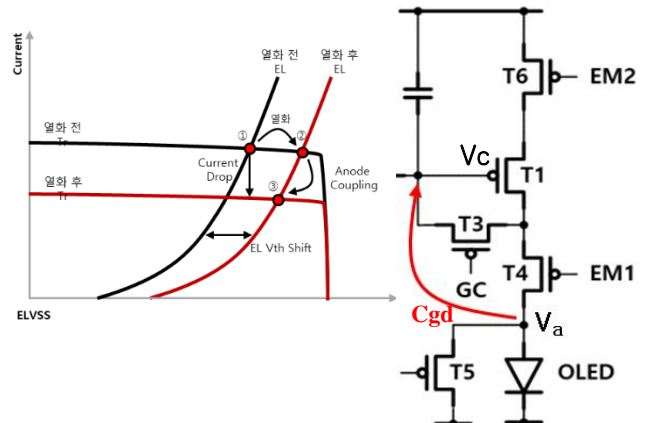 Current
열화 전
EL
열화 후
EL
열화 전
Tr
①
열화
②
Current
Drop
Anode
Coupling
열화 후
Tr
③
EL Vth Shift
ELVSS
T6
EM2
Vc
T1
T3
GC
T4
EM1
Cgd
Va
T5
OLED